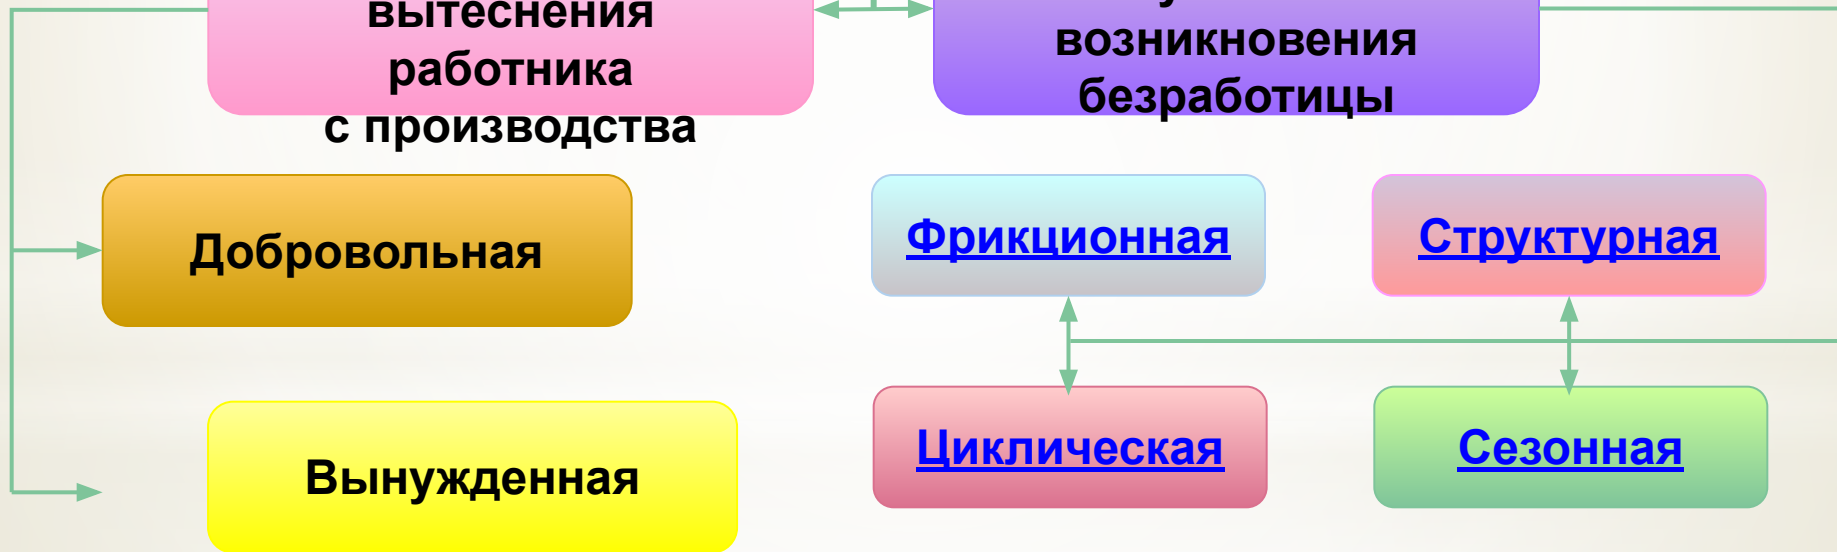 вытеснения
работника
с производства
возникновения
безработицы
Добровольная
Фрикционная
Структурная
Вынужденная
Циклическая
Сезонная